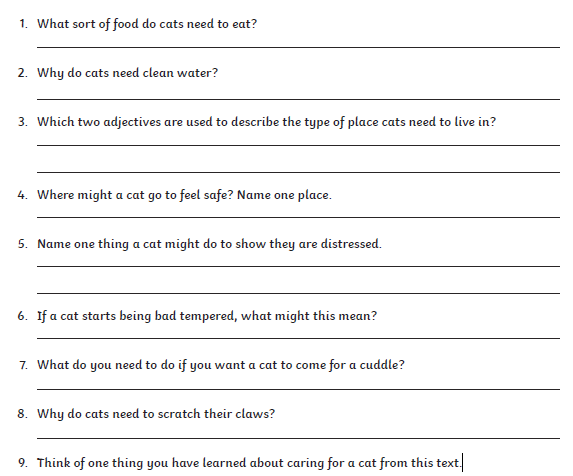 1. What sort of food do cats need to eat?
2. Why do cats need clean water?
3. Which two adjectives are used to describe the type of place cats need to live in?
4. Where might a cat go to feel safe? Name one place.
5. Name one thing a cat might do to show they are distressed.
6. If a cat starts being bad tempered, what might this mean?
7. What do you need to do if you want a cat to come for a cuddle?
8. Why do cats need to scratch their claws?
9. Think of one thing you have learned about caring for a cat from this text.